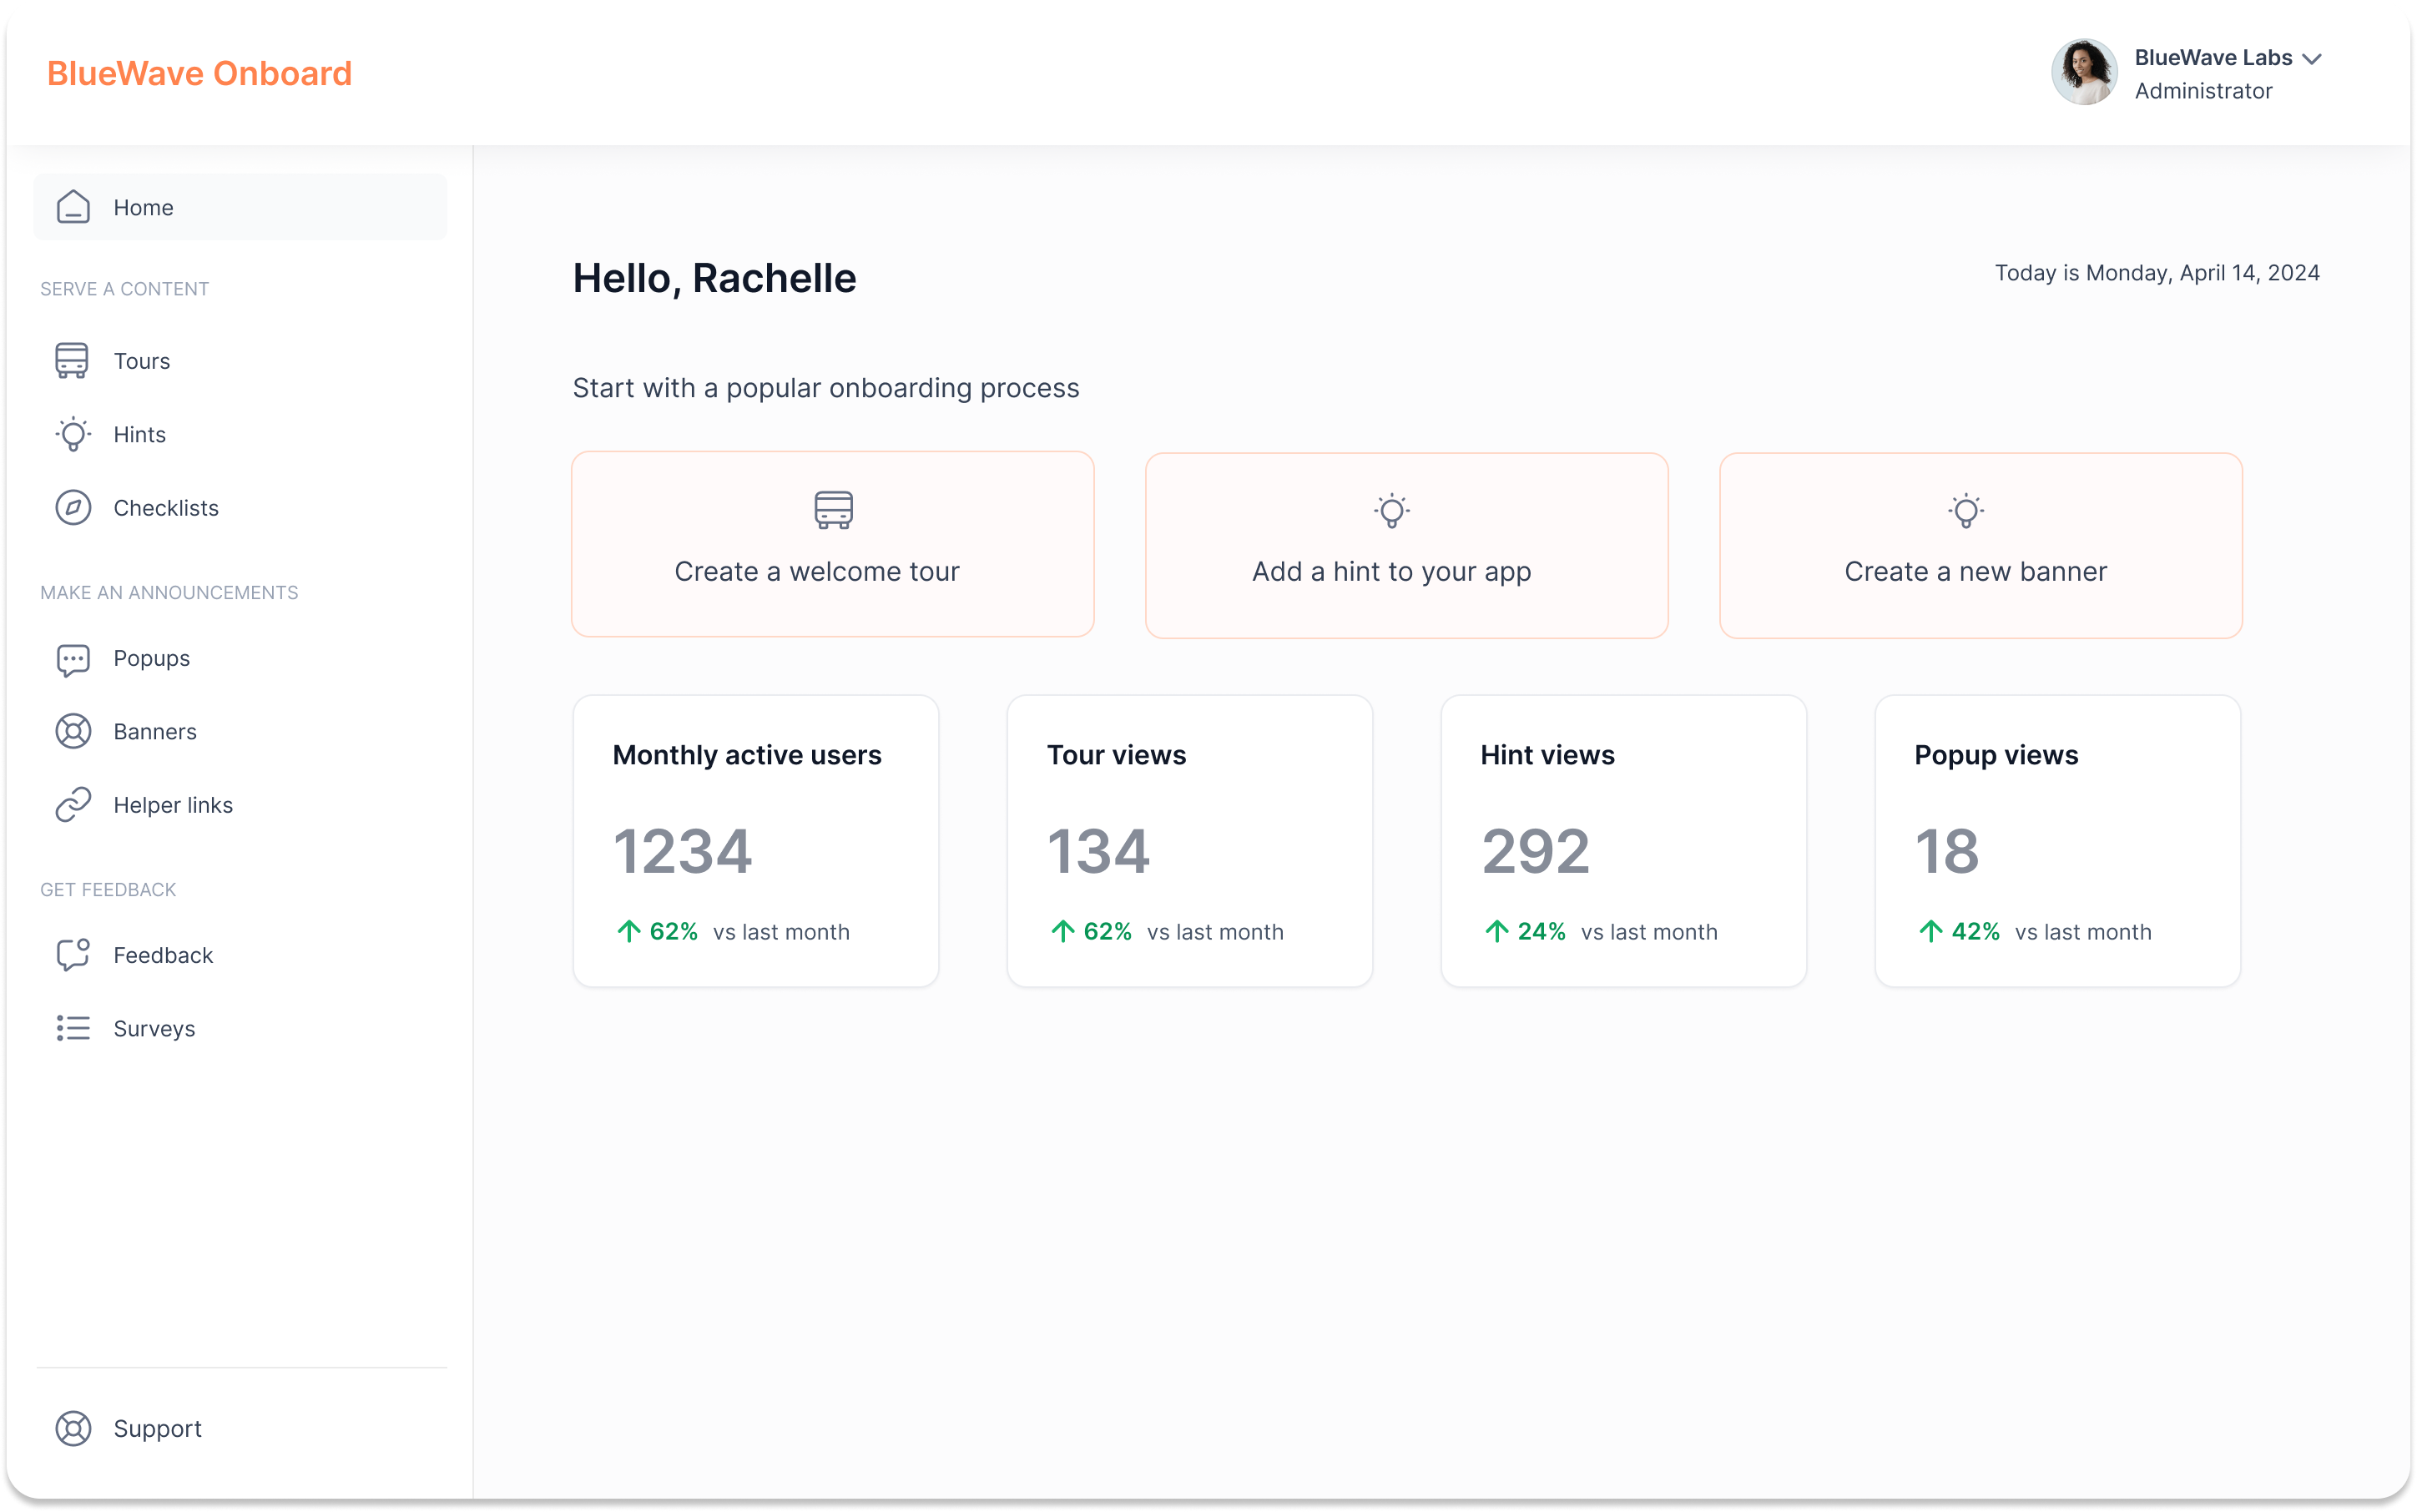 BlueWave Onboard
BlueWave Labs
Administrator
Home
SERVE A CONTENT
Tours
Hints
Checklists
MAKE AN ANNOUNCEMENTS
Popups
Banners
Helper links
GET FEEDBACK
Feedback
Surveys
Support
Hello, Rachelle
Today is Monday, April 14, 2024
Start with a popular onboarding process
Create a welcome tour
Add a hint to your app
Create a new banner
Monthly active users
1234
62% vs last month
Tour views
134
62% vs last month
Hint views
292
24% vs last month
Popup views
18
42% vs last month